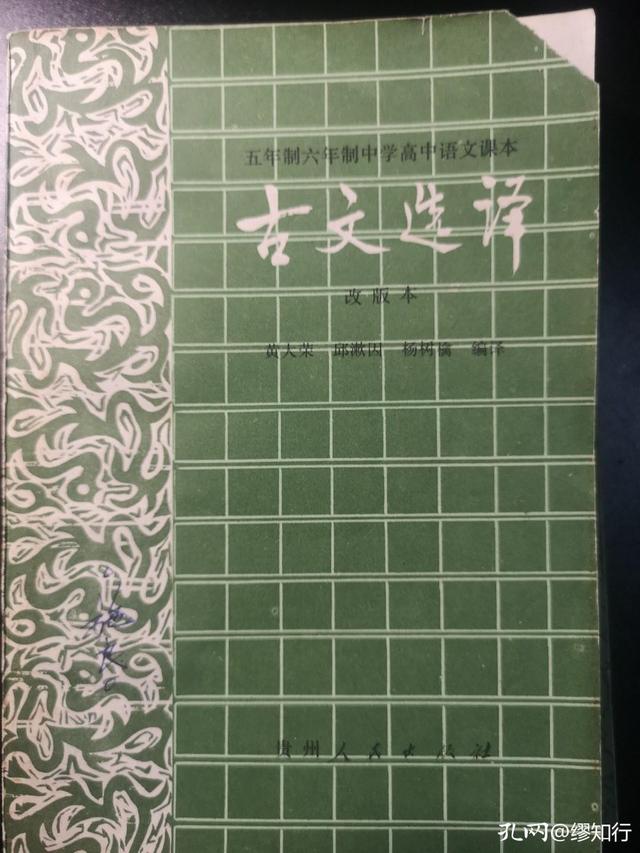 五年制六年制中学高中语文课本
古文选译
改版本
黄大荣 邱漱因 杨树儒 编译
贵州人民出版社
孔网@缪知行